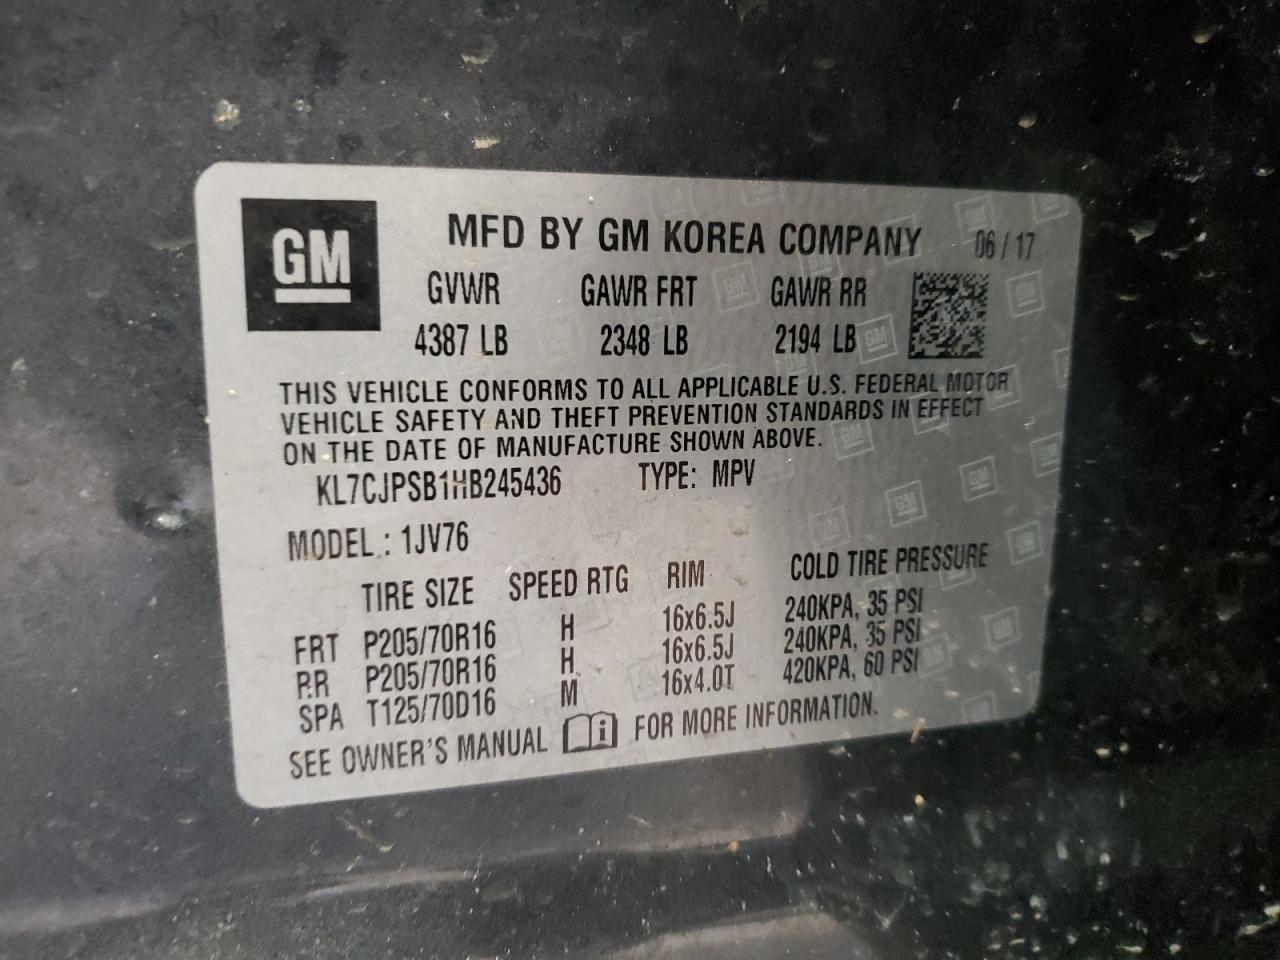 GM
MFD BY GM KOREA COMPANY 06 / 17
GVWR GAWR FRT GAWR RR
4387 LB 2348 LB 2194 LB
THIS VEHICLE CONFORMS TO ALL APPLICABLE U.S. FEDERAL MOTOR
VEHICLE SAFETY AND THEFT PREVENTION STANDARDS IN EFFECT
ON THE DATE OF MANUFACTURE SHOWN ABOVE.
KL7CJPSB1HB245436 TYPE: MPV
MODEL : 1JV76
TIRE SIZE SPEED RTG RIM COLD TIRE PRESSURE
FRT P205/70R16 H 16x6.5J 240KPA, 35 PSI
RR P205/70R16 H 16x6.5J 240KPA, 35 PSI
SPA T125/70D16 M 16x4.0T 420KPA, 60 PSI
SEE OWNER'S MANUAL FOR MORE INFORMATION.